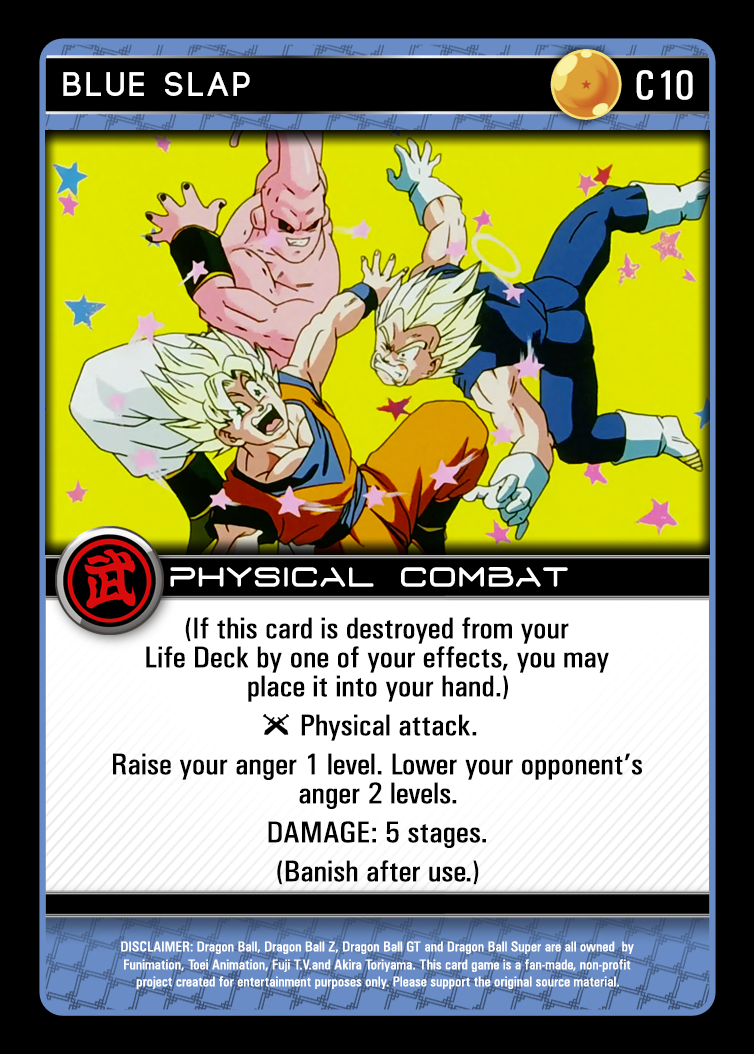 BLUE SLAP
C10
武
PHYSICAL COMBAT
(If this card is destroyed from your
Life Deck by one of your effects, you may
place it into your hand.)
Physical attack.
Raise your anger 1 level. Lower your opponent's
anger 2 levels.
DAMAGE: 5 stages.
(Banish after use.)
DISCLAIMER: Dragon Ball, Dragon Ball Z, Dragon Ball GT and Dragon Ball Super are all owned by
Funimation, Toei Animation, Fuji T.V.and Akira Toriyama. This card game is a fan-made, non-profit
project created for entertainment purposes only. Please support the original source material.